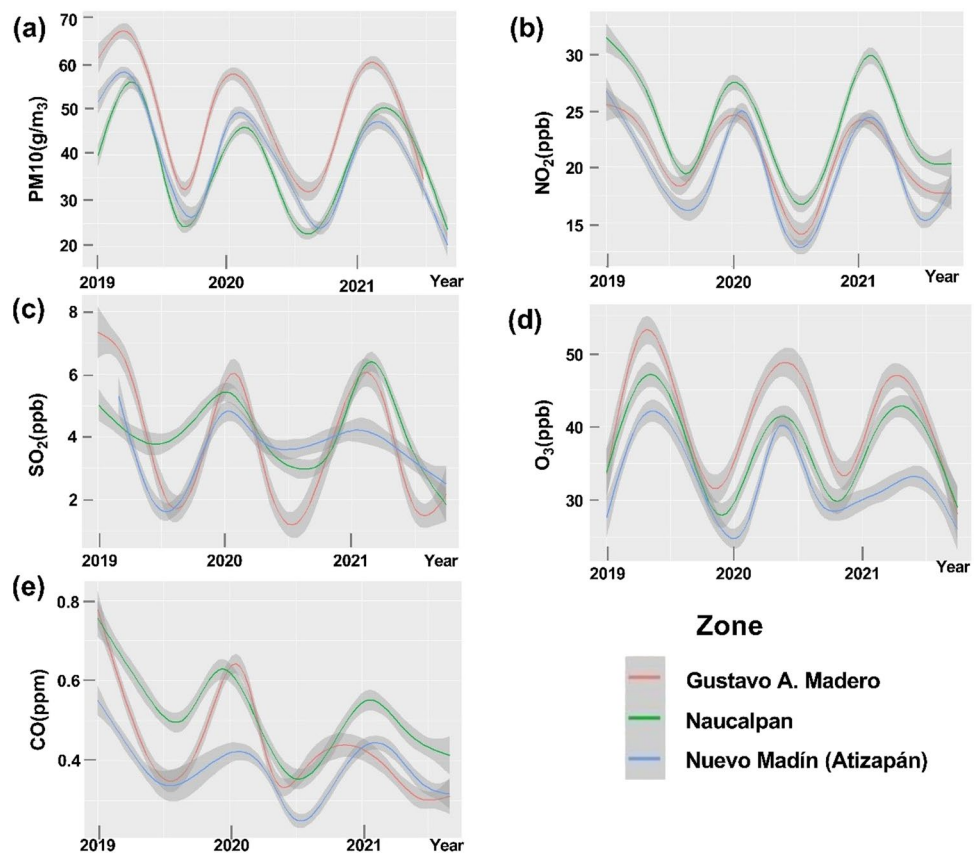 (a)
PM10(g/m3)
70
60
50
40
30
20
2019
2020
2021
Year
(b)
NO2(ppb)
30
25
20
15
2019
2020
2021
Year
(c)
SO2(ppb)
8
6
4
2
2019
2020
2021
Year
(d)
O3(ppb)
50
40
30
2019
2020
2021
Year
(e)
CO(ppm)
0.8
0.6
0.4
2019
2020
2021
Year
Zone
Gustavo A. Madero
Naucalpan
Nuevo Madín (Atizapán)